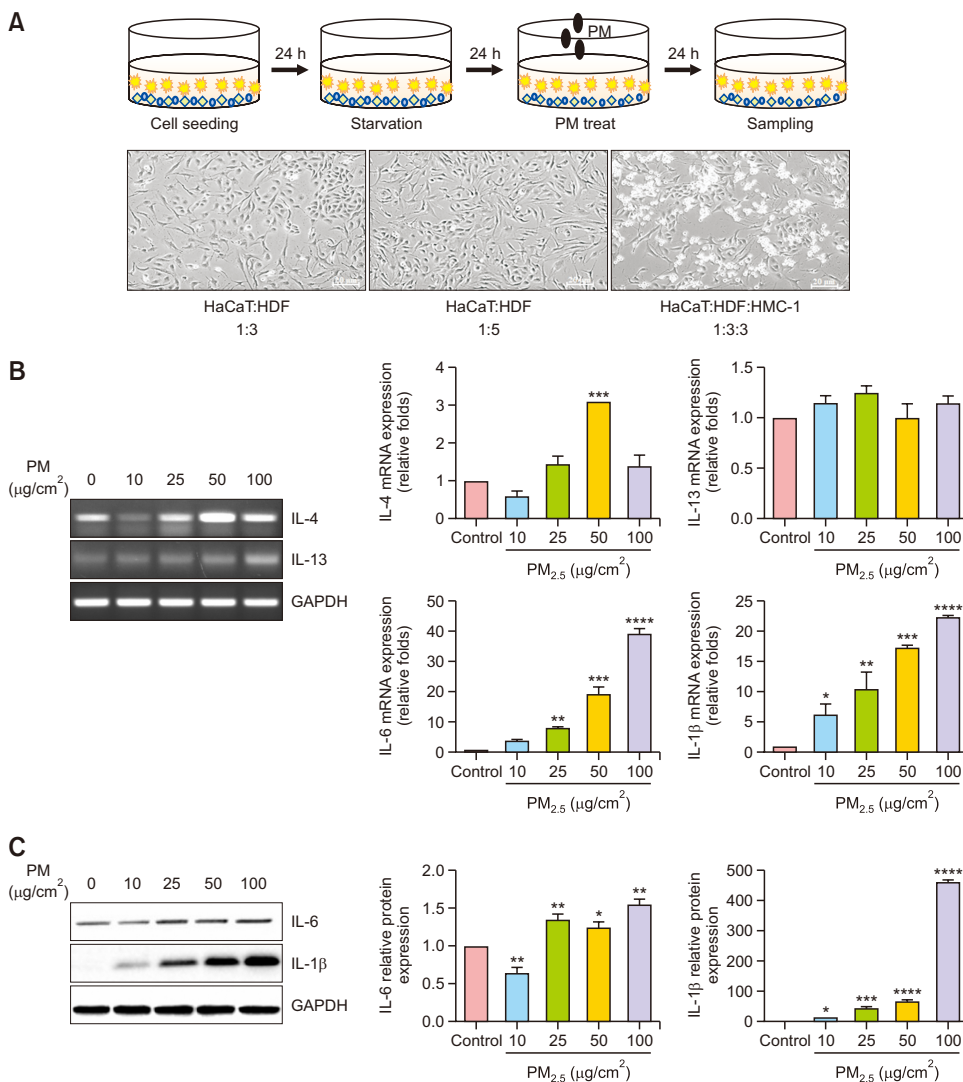 A
24 h
24 h
PM
24 h
Cell seeding
Starvation
PM treat
Sampling
HaCaT:HDF
1:3
HaCaT:HDF
1:5
HaCaT:HDF:HMC-1
1:3:3
B
PM
(μg/cm²)
0 10 25 50 100
IL-4
IL-13
GAPDH
IL-4 mRNA expression
(relative folds)
4
3
2
1
0
***
Control 10 25 50 100
PM₂.₅ (μg/cm²)
IL-13 mRNA expression
(relative folds)
1.5
1.0
0.5
0.0
Control 10 25 50 100
PM₂.₅ (μg/cm²)
IL-6 mRNA expression
(relative folds)
50
40
30
20
10
0
** *** ****
Control 10 25 50 100
PM₂.₅ (μg/cm²)
IL-1β mRNA expression
(relative folds)
25
20
15
10
5
0
* ** *** ****
Control 10 25 50 100
PM₂.₅ (μg/cm²)
C
PM
(μg/cm²)
0 10 25 50 100
IL-6
IL-1β
GAPDH
IL-6 relative protein
expression
2.0
1.5
1.0
0.5
0.0
** ** * **
Control 10 25 50 100
PM₂.₅ (μg/cm²)
IL-1β relative protein
expression
500
400
300
200
100
0
* *** **** ****
Control 10 25 50 100
PM₂.₅ (μg/cm²)